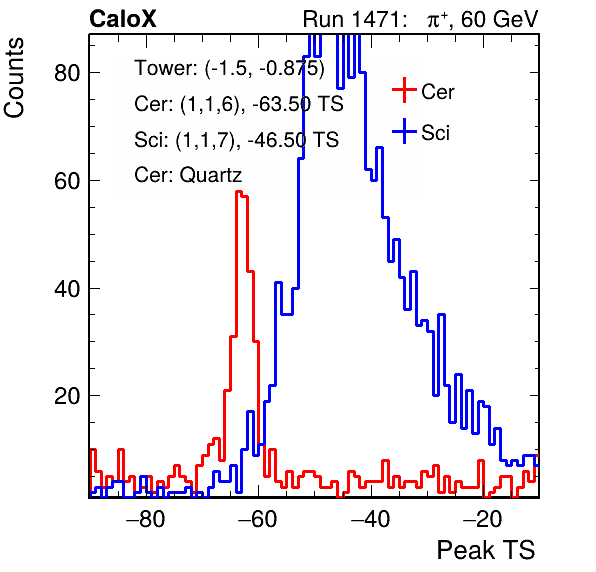 CaloX Run 1471: π⁺, 60 GeV
Counts
Tower: (-1.5, -0.875)
Cer: (1,1,6), -63.50 TS
Sci: (1,1,7), -46.50 TS
Cer: Quartz
Cer
Sci
80
60
40
20
−80 −60 −40 −20
Peak TS